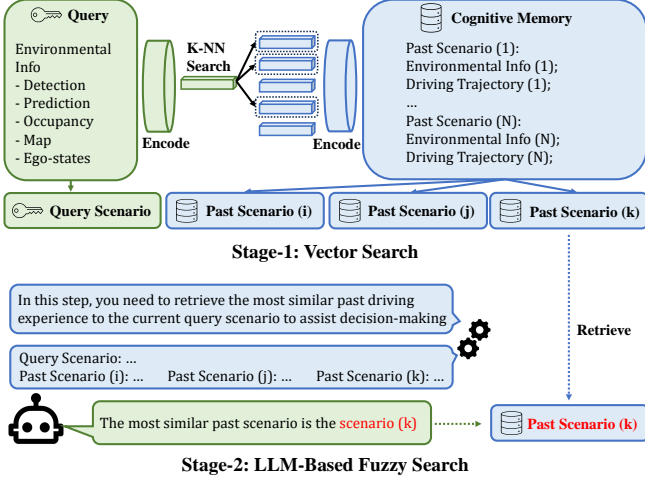 Query
Environmental
Info
- Detection
- Prediction
- Occupancy
- Map
- Ego-states
Encode
K-NN
Search
Encode
Cognitive Memory
Past Scenario (1):
Environmental Info (1);
Driving Trajectory (1);
...
Past Scenario (N):
Environmental Info (N);
Driving Trajectory (N);
Query Scenario
Past Scenario (i)
Past Scenario (j)
Past Scenario (k)
Stage-1: Vector Search
In this step, you need to retrieve the most similar past driving
experience to the current query scenario to assist decision-making
Retrieve
Query Scenario: ...
Past Scenario (i): ... Past Scenario (j): ... Past Scenario (k): ...
The most similar past scenario is the scenario (k)
Past Scenario (k)
Stage-2: LLM-Based Fuzzy Search